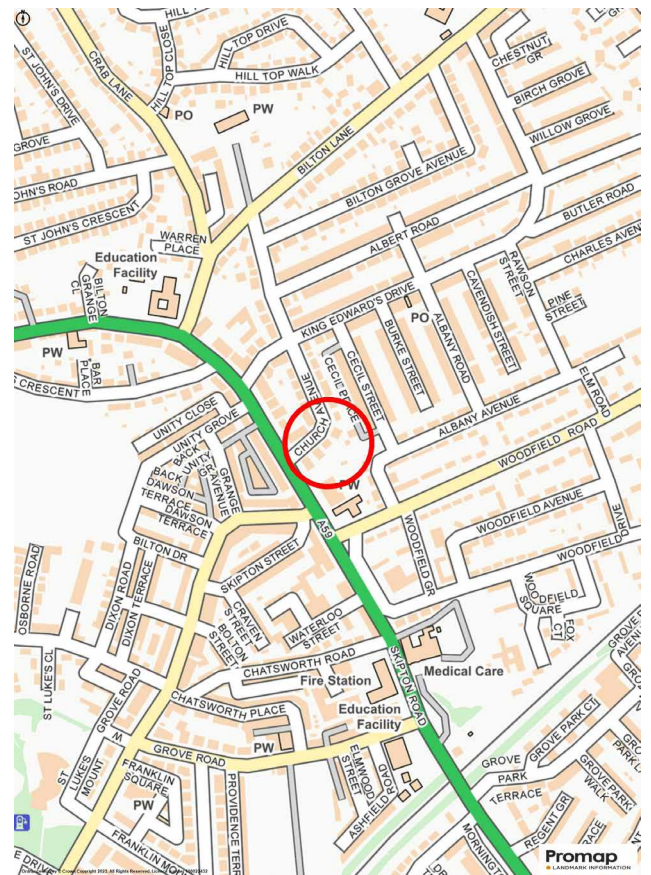 HILL TOP CLOSE
HILL TOP DRIVE
HILL TOP WALK
CRAB LANE
ST JOHN'S DRIVE
PO
PW
CHESTNUT
GR
BIRCH GROVE
WILLOW GROVE
BILTON LANE
GROVE
OHN'S ROAD
ST JOHN'S CRESCENT
BILTON GROVE AVENUE
ALBERT ROAD
BUTLER ROAD
CHARLES AVEN
WARREN
PLACE
Education
Facility
BILTON
GRANGE
CL
RAWSON
STREET
PINE
STREET
CAVENDISH STREET
ALBANY ROAD
PO
BURKE STREET
KING EDWARD'S DRIVE
CECIL STREET
CECIL PLACE
CHURCH AVENUE
PW
BAR
PLACE
CRESCENT
UNITY CLOSE
UNITY GROVE
BACK
UNITY
GR
GRANGE
AVENUE
BACK
DAWSON
TERRACE
DAWSON
TERRACE
ELM ROAD
ALBANY AVENUE
WOODFIELD ROAD
PW
A59
BILTON DR
SKIPTON STREET
WOODFIELD AVENUE
WOODFIELD
DRIVE
WOODFIELD GR
WOODFIELD
SQUARE
FOX
CT
OSBORNE ROAD
DIXON ROAD
DIXON TERRACE
CRAVEN
STREET
BOLTON
STREET
WATERLOO
STREET
CHATSWORTH ROAD
Fire Station
Medical Care
SKIPTON ROAD
Education
Facility
ST LUKE'S CL
GROVE ROAD
CHATSWORTH PLACE
PW
GROVE ROAD
ST
LUKES
MOUNT
FRANKLIN
SQUARE
PW
FRANKLIN MO
PROVIDENCE TERR
ELMWOOD
STREET
ASHFIELD
ROAD
GROVE
PARK
TERRACE
GROVE PARK CT
GROVE PARK
WALK
REGENT GR
MORNINGT
E DRIVE
Promap
LANDMARK INFORMATION